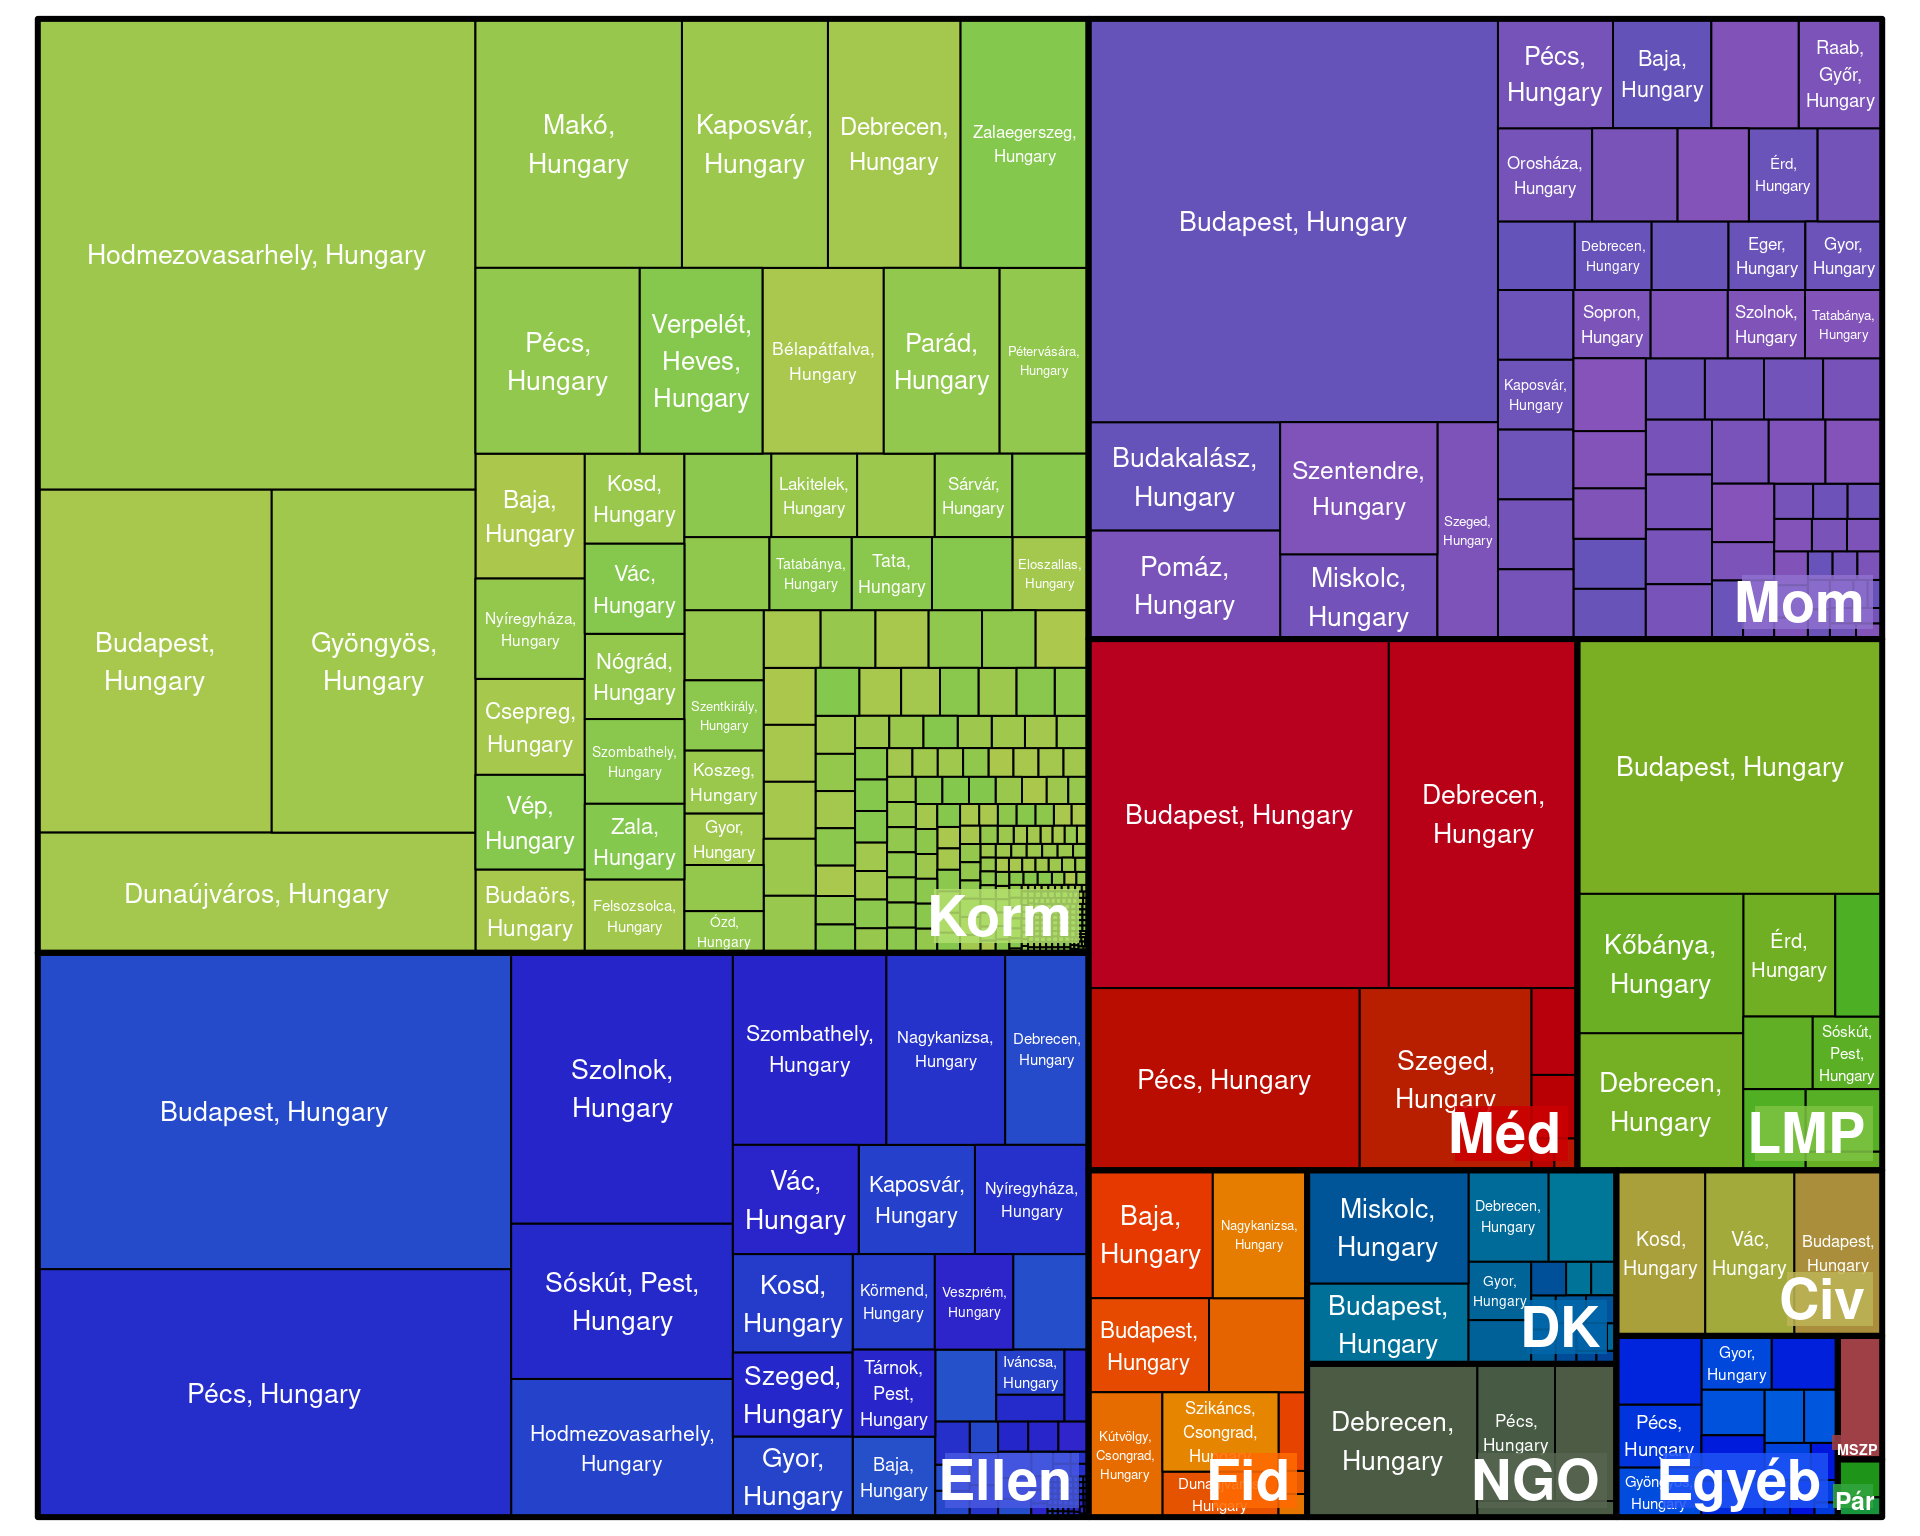 Hodmezovasarhely, Hungary
Makó,
Hungary
Kaposvár,
Hungary
Debrecen,
Hungary
Zalaegerszeg,
Hungary
Pécs,
Hungary
Verpelét,
Heves,
Hungary
Bélapátfalva,
Hungary
Parád,
Hungary
Pétervására,
Hungary
Budapest,
Hungary
Gyöngyös,
Hungary
Dunaújváros, Hungary
Baja,
Hungary
Kosd,
Hungary
Lakitelek,
Hungary
Sárvár,
Hungary
Nyíregyháza,
Hungary
Vác,
Hungary
Tatabánya,
Hungary
Tata,
Hungary
Eloszallas,
Hungary
Csepreg,
Hungary
Nógrád,
Hungary
Szentkirály,
Hungary
Szombathely,
Hungary
Koszeg,
Hungary
Vép,
Hungary
Zala,
Hungary
Gyor,
Hungary
Budaörs,
Hungary
Felsozsolca,
Hungary
Ózd,
Hungary
Korm
Budapest, Hungary
Pécs,
Hungary
Baja,
Hungary
Raab,
Győr,
Hungary
Orosháza,
Hungary
Érd,
Hungary
Debrecen,
Hungary
Eger,
Hungary
Gyor,
Hungary
Sopron,
Hungary
Szolnok,
Hungary
Tatabánya,
Hungary
Kaposvár,
Hungary
Budakalász,
Hungary
Szentendre,
Hungary
Szeged,
Hungary
Pomáz,
Hungary
Miskolc,
Hungary
Mom
Budapest, Hungary
Debrecen,
Hungary
Pécs, Hungary
Szeged,
Hungary
Méd
Budapest, Hungary
Kőbánya,
Hungary
Érd,
Hungary
Debrecen,
Hungary
Sóskút,
Pest,
Hungary
LMP
Budapest, Hungary
Szolnok,
Hungary
Szombathely,
Hungary
Nagykanizsa,
Hungary
Debrecen,
Hungary
Vác,
Hungary
Kaposvár,
Hungary
Nyíregyháza,
Hungary
Pécs, Hungary
Sóskút, Pest,
Hungary
Kosd,
Hungary
Körmend,
Hungary
Veszprém,
Hungary
Szeged,
Hungary
Tárnok,
Pest,
Hungary
Iváncsa,
Hungary
Hodmezovasarhely,
Hungary
Gyor,
Hungary
Baja,
Hungary
Ellen
Baja,
Hungary
Nagykanizsa,
Hungary
Budapest,
Hungary
Kútvölgy,
Csongrad,
Hungary
Szikáncs,
Csongrad,
Hungary
Hungary
Fid
Miskolc,
Hungary
Debrecen,
Hungary
Budapest,
Hungary
Gyor,
Hungary
DK
Debrecen,
Hungary
Pécs,
Hungary
NGO
Kosd,
Hungary
Vác,
Hungary
Budapest,
Hungary
Civ
Gyor,
Hungary
Pécs,
Hungary
Hungary
Egyéb
MSZP
Pár